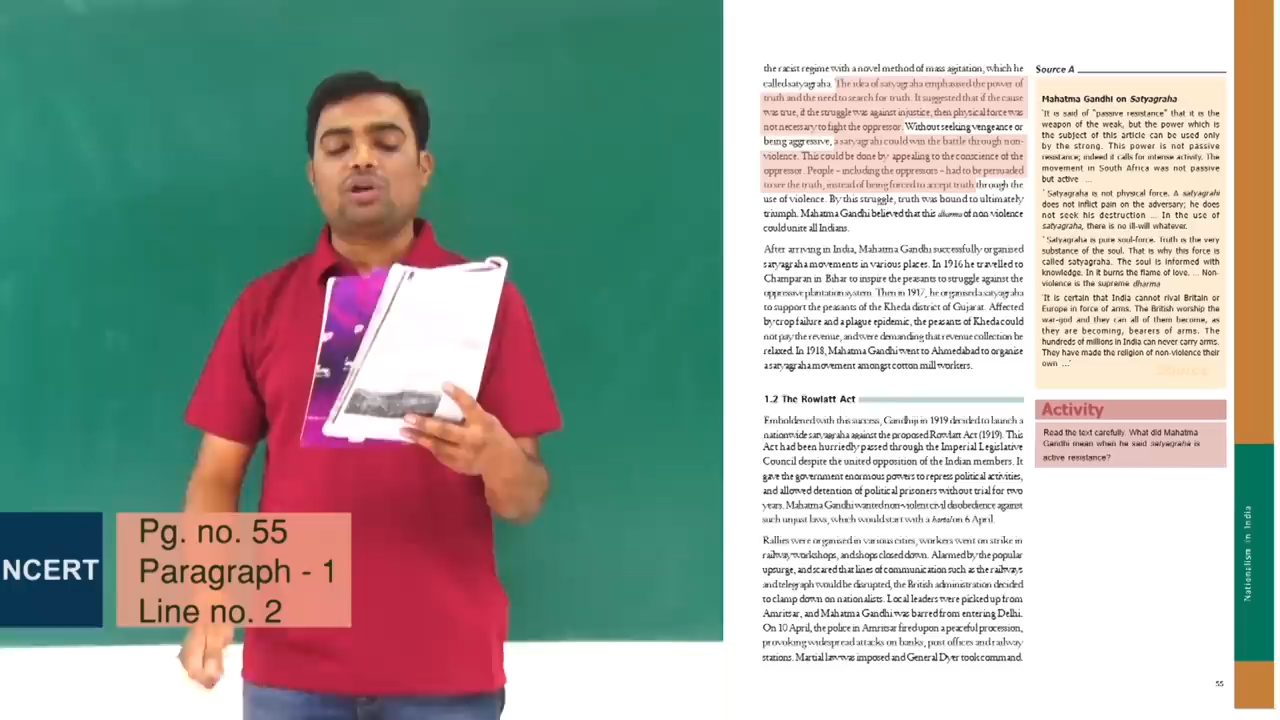 NCERT
Pg. no. 55
Paragraph - 1
Line no. 2
the racist regime with a novel method of mass agitation, which he
called satyagraha. The idea of satyagraha emphasised the power of
truth and the need to search for truth. It suggested that if the cause
was true, if the struggle was against injustice, then physical force was
not necessary to fight the oppressor. Without seeking vengeance or
being aggressive, a satyagrahi could win the battle through non-
violence. This could be done by appealing to the conscience of the
oppressor. People – including the oppressors – had to be persuaded
to see the truth, instead of being forced to accept truth through the
use of violence. By this struggle, truth was bound to ultimately
triumph. Mahatma Gandhi believed that this dharma of non violence
could unite all Indians.
After arriving in India, Mahatma Gandhi successfully organised
satyagraha movements in various places. In 1916 he travelled to
Champaran in Bihar to inspire the peasants to struggle against the
oppressive plantation system. Then in 1917, he organised a satyagraha
to support the peasants of the Kheda district of Gujarat. Affected
by crop failure and a plague epidemic, the peasants of Kheda could
not pay the revenue, and were demanding that revenue collection be
relaxed. In 1918, Mahatma Gandhi went to Ahmedabad to organise
a satyagraha movement amongst cotton mill workers.
1.2 The Rowlatt Act
Emboldened with this success, Gandhiji in 1919 decided to launch a
nationwide satyagraha against the proposed Rowlatt Act (1919). This
Act had been hurriedly passed through the Imperial Legislative
Council despite the united opposition of the Indian members. It
gave the government enormous powers to repress political activities,
and allowed detention of political prisoners without trial for two
years. Mahatma Gandhi wanted non-violent civil disobedience against
such unjust laws, which would start with a hartal on 6 April.
Rallies were organised in various cities, workers went on strike in
railway workshops, and shops closed down. Alarmed by the popular
upsurge, and scared that lines of communication such as the railways
and telegraph would be disrupted, the British administration decided
to clamp down on nationalists. Local leaders were picked up from
Amritsar, and Mahatma Gandhi was barred from entering Delhi.
On 10 April, the police in Amritsar fired upon a peaceful procession,
provoking widespread attacks on banks, post offices and railway
stations. Martial law was imposed and General Dyer took command.
Source A
Mahatma Gandhi on Satyagraha
'It is said of "passive resistance" that it is the
weapon of the weak, but the power which is
the subject of this article can be used only
by the strong. This power is not passive
resistance; indeed it calls for intense activity. The
movement in South Africa was not passive
but active ...
' Satyagraha is not physical force. A satyagrahi
does not inflict pain on the adversary; he does
not seek his destruction ... In the use of
satyagraha, there is no ill-will whatever.
' Satyagraha is pure soul-force. Truth is the very
substance of the soul. That is why this force is
called satyagraha. The soul is informed with
knowledge. In it burns the flame of love. ... Non-
violence is the supreme dharma
'It is certain that India cannot rival Britain or
Europe in force of arms. The British worship the
war-god and they can all of them become, as
they are becoming, bearers of arms. The
hundreds of millions in India can never carry arms.
They have made the religion of non-violence their
own ...'
Source
Activity
Read the text carefully. What did Mahatma
Gandhi mean when he said satyagraha is
active resistance?
Nationalism in India
55